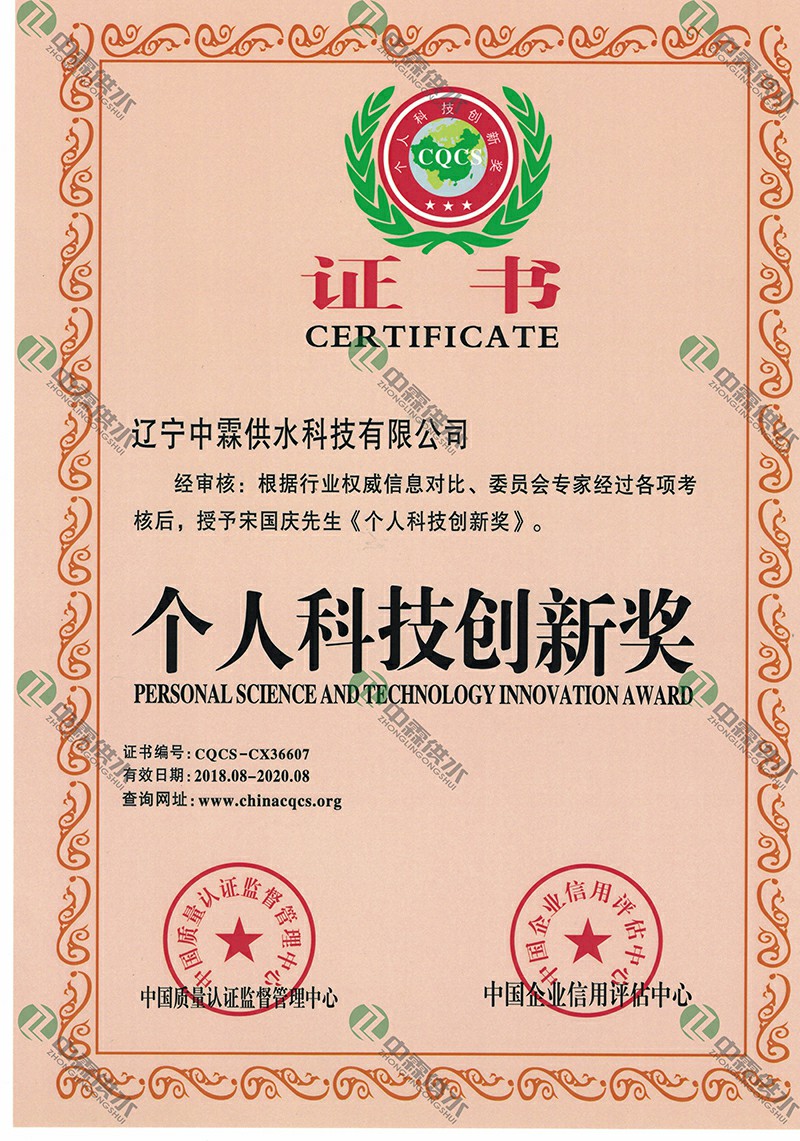 个人科技创新奖
CQCS
证书
CERTIFICATE
辽宁中霖供水科技有限公司
经审核：根据行业权威信息对比、委员会专家经过各项考
核后，授予宋国庆先生《个人科技创新奖》。
个人科技创新奖
PERSONAL SCIENCE AND TECHNOLOGY INNOVATION AWARD
证书编号：CQCS-CX36607
有效日期：2018.08-2020.08
查询网址：www.chinacqcs.org
中国质量认证监督管理中心
中国企业信用评估中心
中国质量认证监督管理中心
中国企业信用评估中心
中霖供水
ZHONGLINGONGSHUI